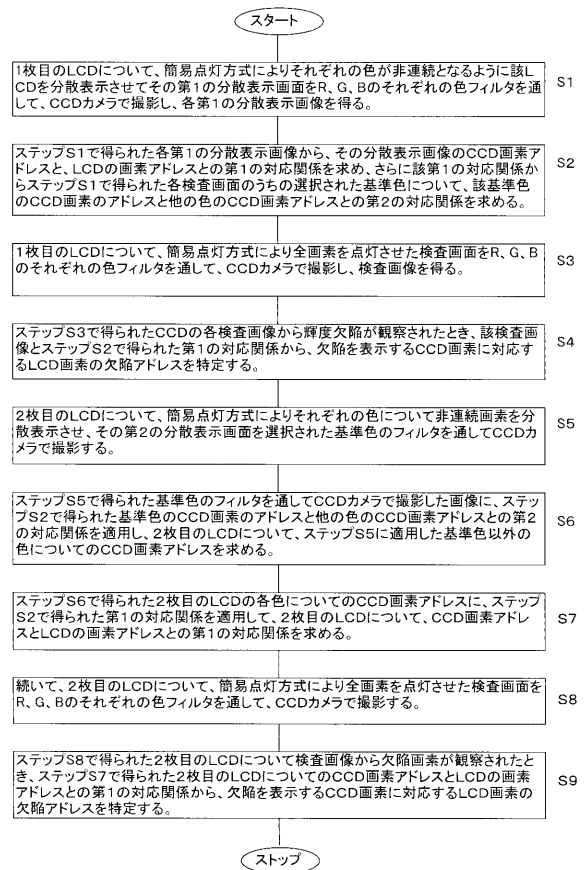 スタート
1枚目のLCDについて、簡易点灯方式によりそれぞれの色が非連続となるように該L
CDを分散表示させてその第1の分散表示画面をR、G、Bのそれぞれの色フィルタを通
して、CCDカメラで撮影し、各第1の分散表示画像を得る。
S1
ステップS1で得られた各第1の分散表示画像から、その分散表示画像のCCD画素ア
ドレスと、LCDの画素アドレスとの第1の対応関係を求め、さらに該第1の対応関係か
らステップS1で得られた各検査画面のうちの選択された基準色について、該基準色
のCCD画素のアドレスと他の色のCCD画素アドレスとの第2の対応関係を求める。
S2
1枚目のLCDについて、簡易点灯方式により全画素を点灯させた検査画面をR、G、B
のそれぞれの色フィルタを通して、CCDカメラで撮影し、検査画像を得る。
S3
ステップS3で得られたCCDの各検査画像から輝度欠陥が観察されたとき、該検査画
像とステップS2で得られた第1の対応関係から、欠陥を表示するCCD画素に対応す
るLCD画素の欠陥アドレスを特定する。
S4
2枚目のLCDについて、簡易点灯方式によりそれぞれの色について非連続画素を分
散表示させ、その第2の分散表示画面を選択された基準色のフィルタを通してCCDカ
メラで撮影する。
S5
ステップS5で得られた基準色のフィルタを通してCCDカメラで撮影した画像に、ステッ
プS2で得られた基準色のCCD画素のアドレスと他の色のCCD画素アドレスとの第2
の対応関係を適用し、2枚目のLCDについて、ステップS5に適用した基準色以外の
色についてのCCD画素アドレスを求める。
S6
ステップS6で得られた2枚目のLCDの各色についてのCCD画素アドレスに、ステップ
S2で得られた第1の対応関係を適用して、2枚目のLCDについて、CCD画素アドレ
スとLCDの画素アドレスとの第1の対応関係を求める。
S7
続いて、2枚目のLCDについて、簡易点灯方式により全画素を点灯させた検査画面を
R、G、Bのそれぞれの色フィルタを通して、CCDカメラで撮影する。
S8
ステップS8で得られた2枚目のLCDについて検査画像から欠陥画素が観察されたと
き、ステップS7で得られた2枚目のLCDについてのCCD画素アドレスとLCDの画素
アドレスとの第1の対応関係から、欠陥を表示するCCD画素に対応するLCD画素の
欠陥アドレスを特定する。
S9
ストップ